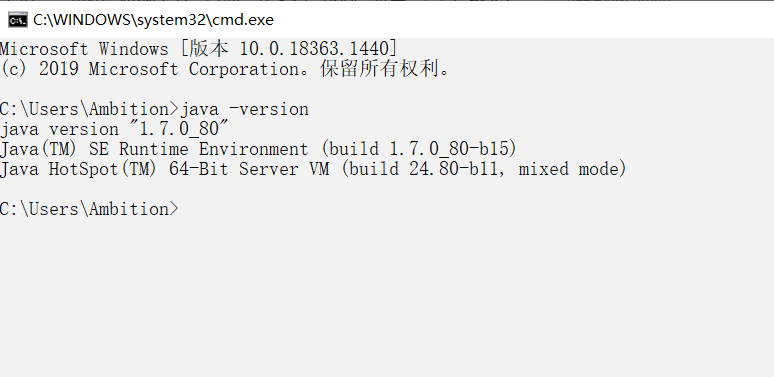 C:\WINDOWS\system32\cmd.exe
Microsoft Windows [版本 10.0.18363.1440]
(c) 2019 Microsoft Corporation。保留所有权利。
C:\Users\Ambition>java -version
java version "1.7.0_80"
Java(TM) SE Runtime Environment (build 1.7.0_80-b15)
Java HotSpot(TM) 64-Bit Server VM (build 24.80-b11, mixed mode)
C:\Users\Ambition>